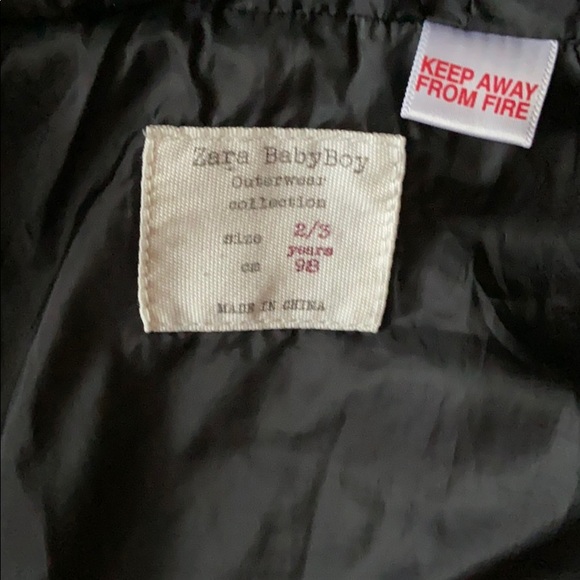 KEEP AWAY
FROM FIRE
Zara BabyBoy
Outerwear
collection
size 2/3
years
cm 98
MADE IN CHINA